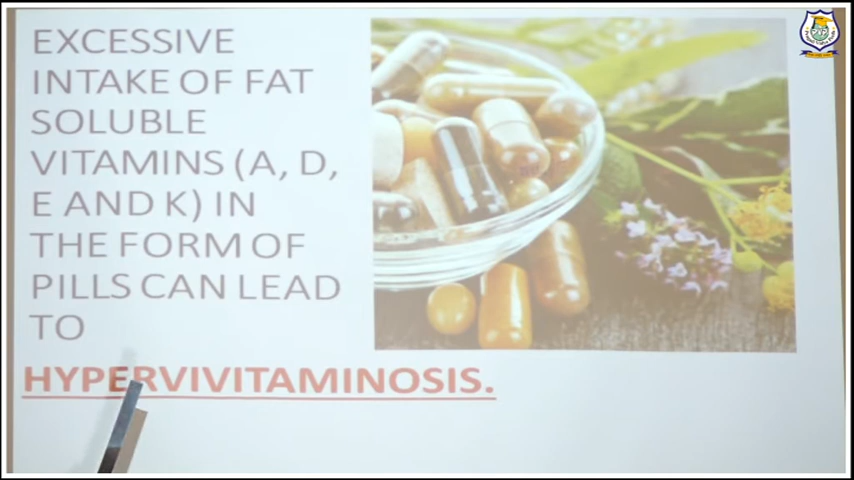 EXCESSIVE
INTAKE OF FAT
SOLUBLE
VITAMINS (A, D,
E AND K) IN
THE FORM OF
PILLS CAN LEAD
TO
HYPERVIVITAMINOSIS.